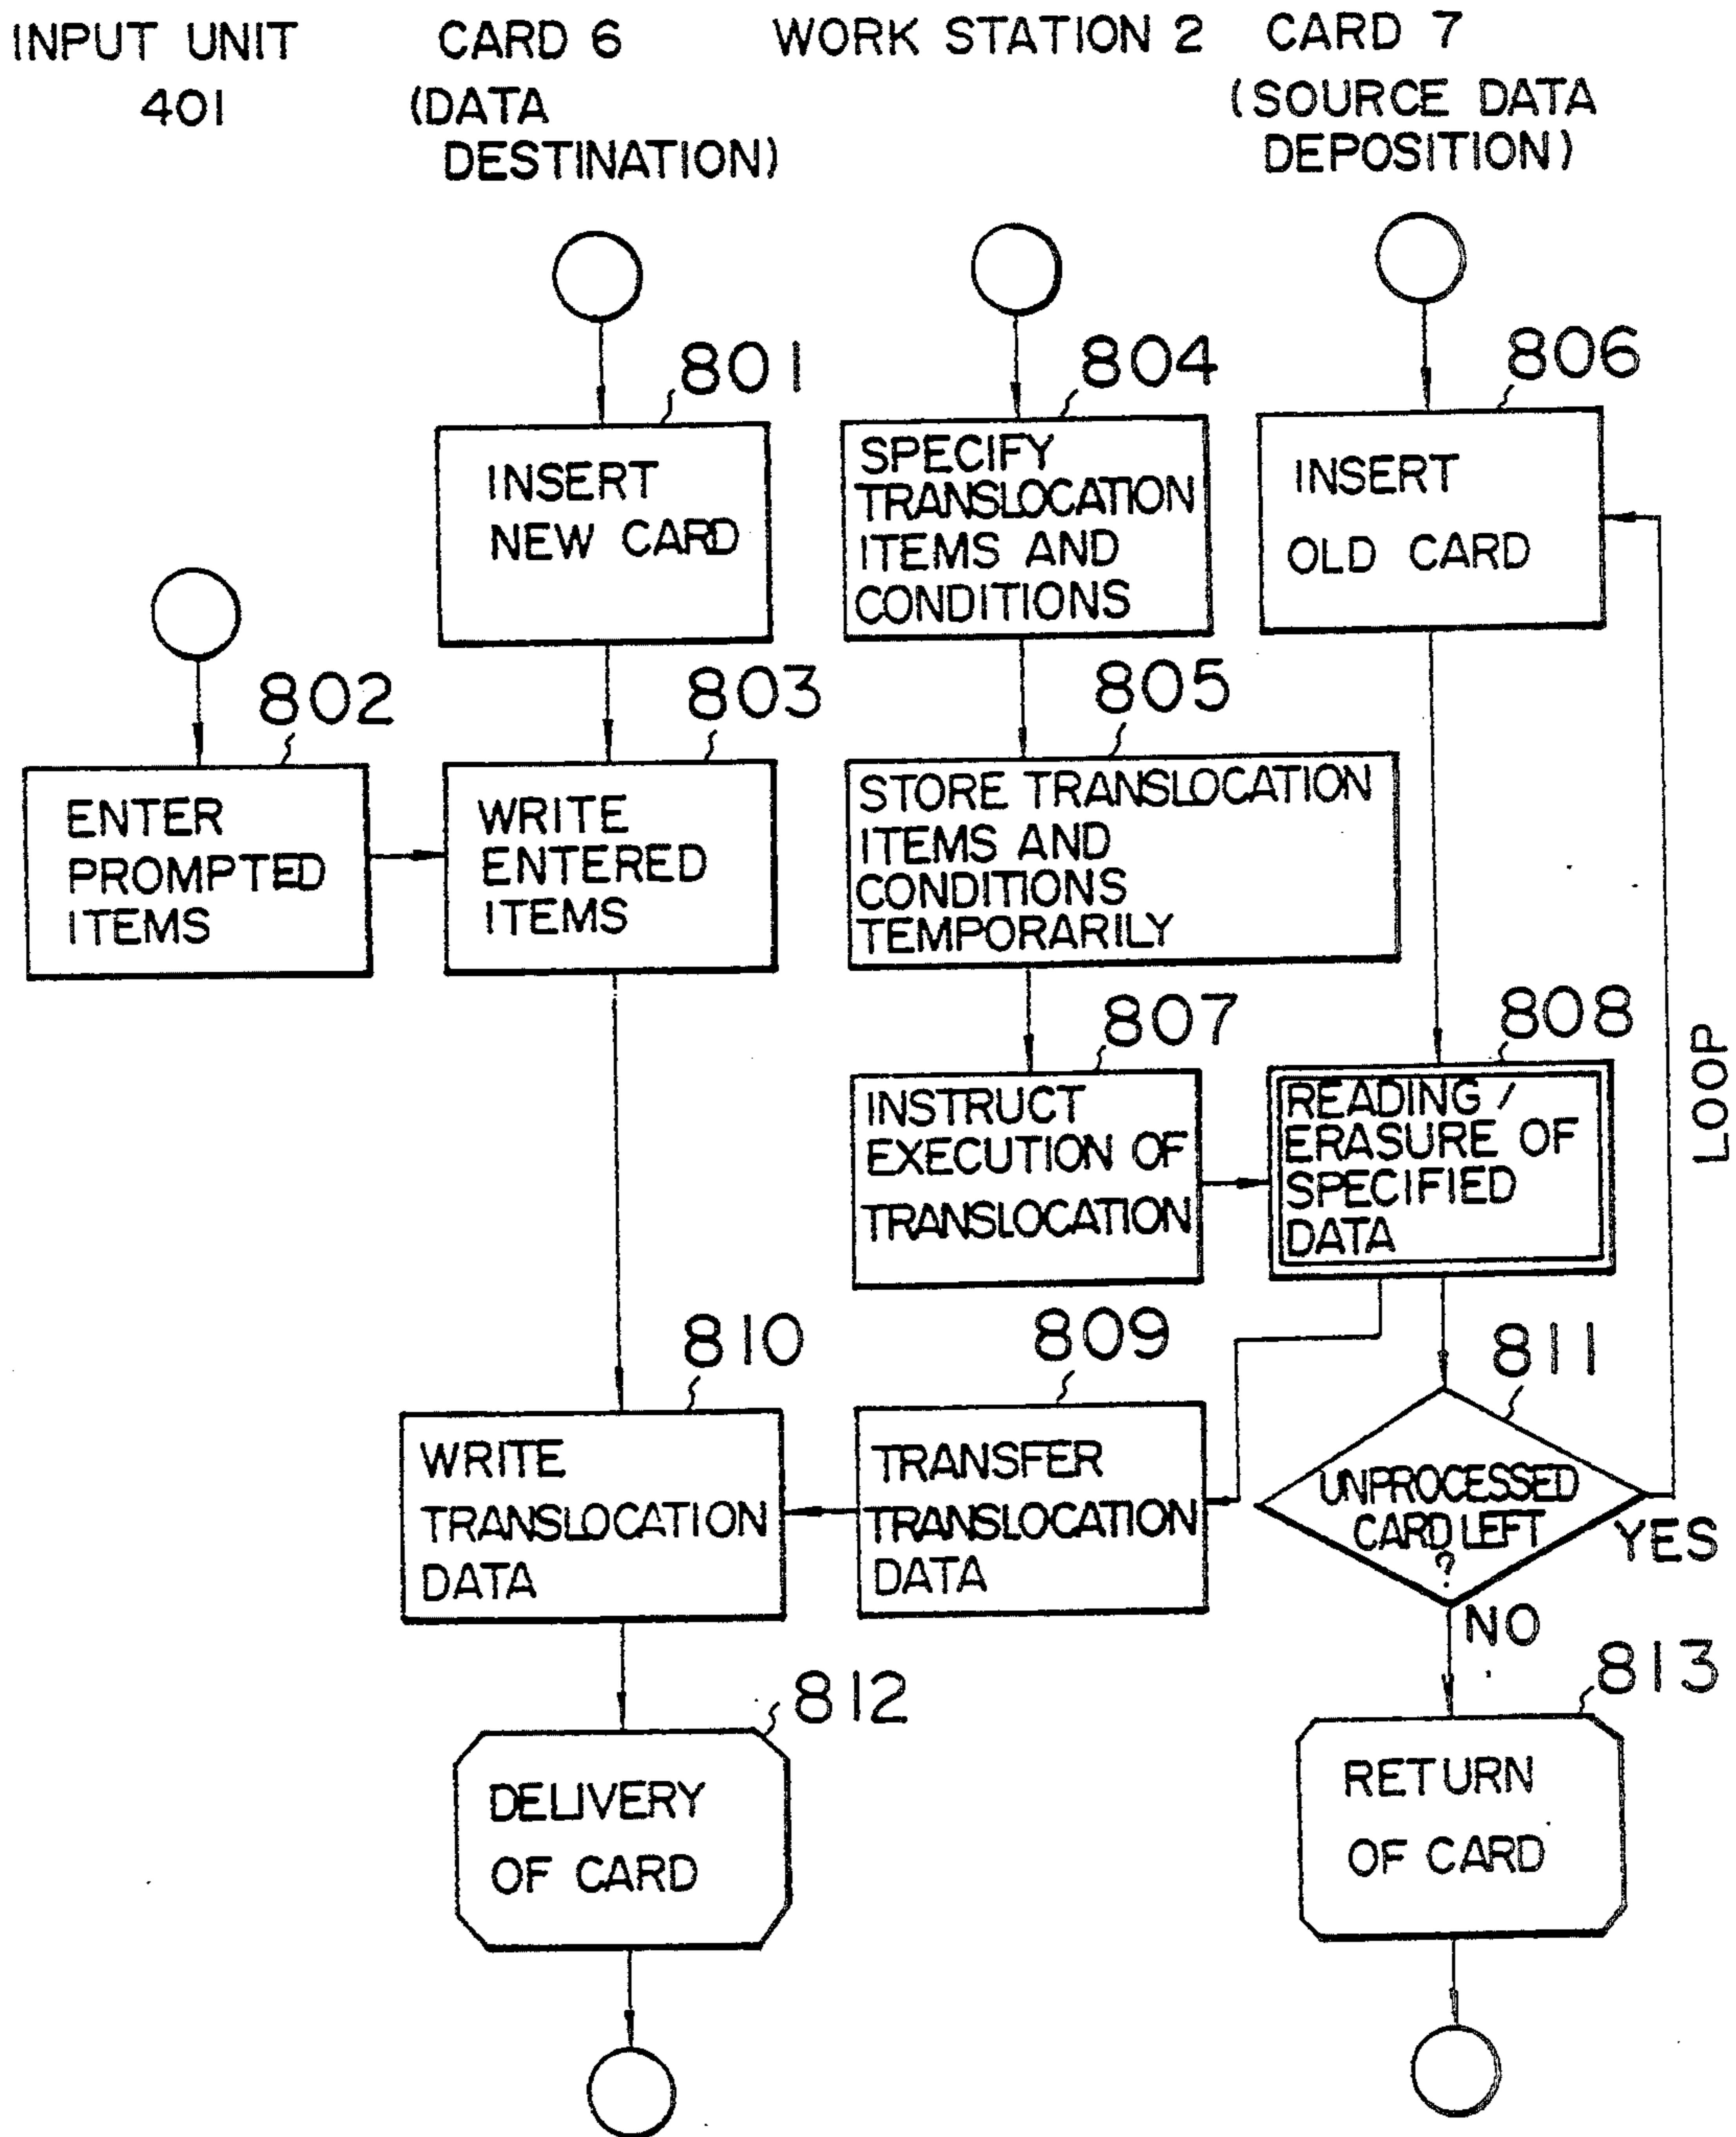 INPUT UNIT
401
CARD 6
(DATA
DESTINATION)
WORK STATION 2
CARD 7
(SOURCE DATA
DEPOSITION)
801
INSERT
NEW CARD
804
SPECIFY
TRANSLOCATION
ITEMS AND
CONDITIONS
806
INSERT
OLD CARD
802
ENTER
PROMPTED
ITEMS
803
WRITE
ENTERED
ITEMS
805
STORE TRANSLOCATION
ITEMS AND
CONDITIONS
TEMPORARILY
807
INSTRUCT
EXECUTION OF
TRANSLOCATION
808
READING /
ERASURE OF
SPECIFIED
DATA
LOOP
810
WRITE
TRANSLOCATION
DATA
809
TRANSFER
TRANSLOCATION
DATA
811
UNPROCESSED
CARD LEFT
?
YES
NO
812
DELIVERY
OF CARD
813
RETURN
OF CARD